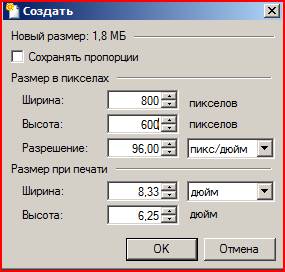 Создать
Новый размер: 1,8 МБ
Сохранять пропорции
Размер в пикселах
Ширина: 800 пикселов
Высота: 600 пикселов
Разрешение: 96,00 пикс/дюйм
Размер при печати
Ширина: 8,33 дюйм
Высота: 6,25 дюйм
OK Отмена